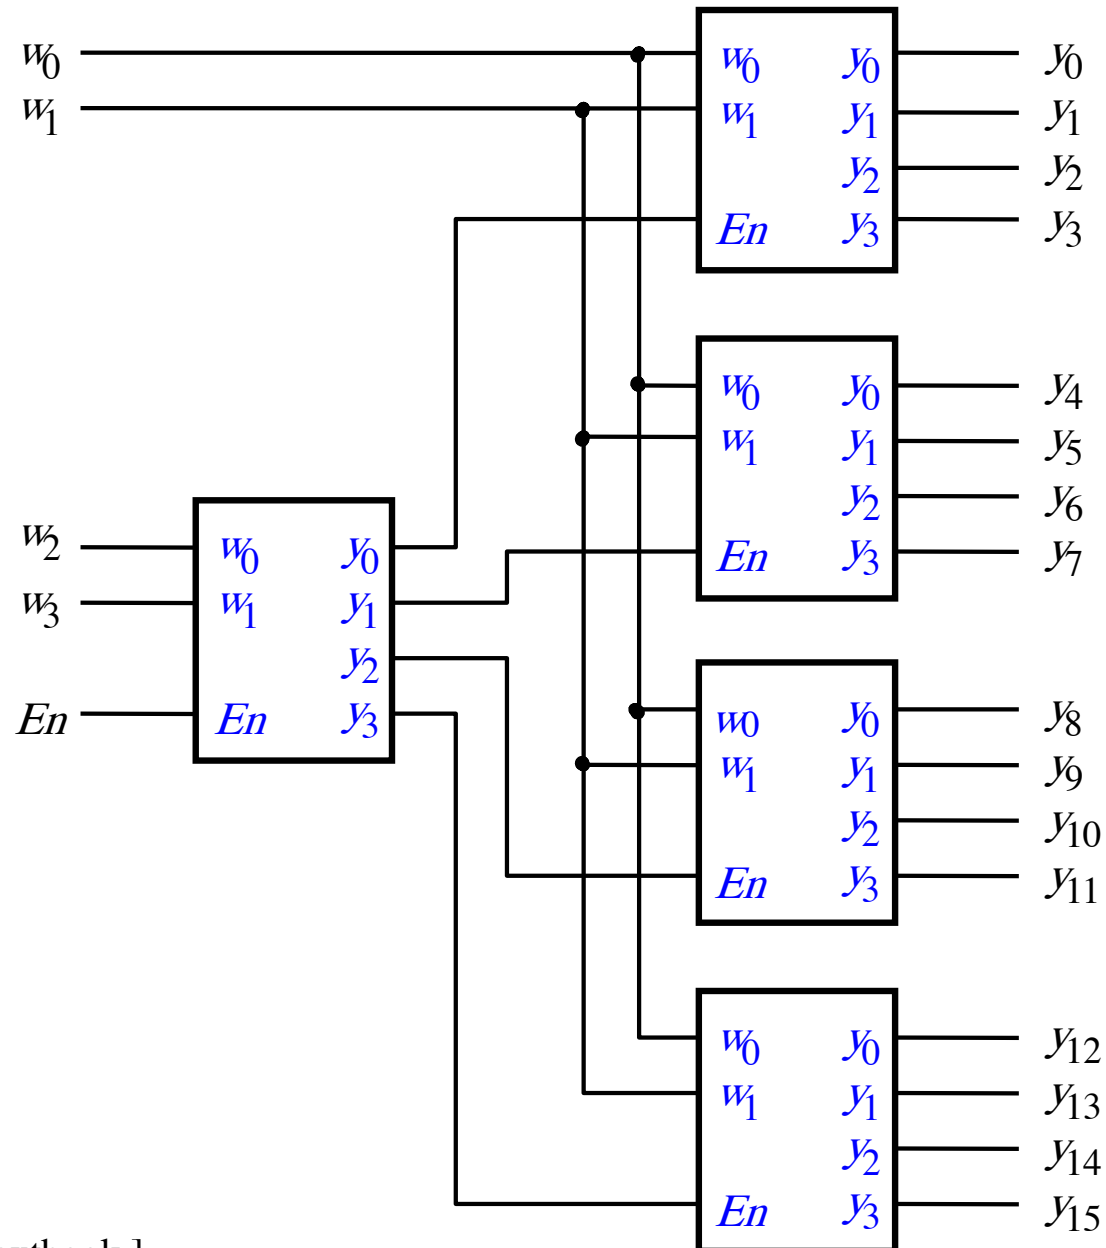 w0 w0 y0 y0
w1 w1 y1 y1
y2 y2
En y3 y3
w0 y0 y4
w1 y1 y5
y2 y6
En y3 y7
w2 w0 y0
w3 w1 y1
y2
En En y3
w0 y0 y8
w1 y1 y9
y2 y10
En y3 y11
w0 y0 y12
w1 y1 y13
y2 y14
En y3 y15